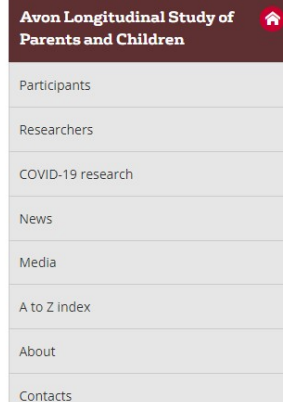 Avon Longitudinal Study of
Parents and Children
Participants
Researchers
COVID-19 research
News
Media
A to Z index
About
Contacts